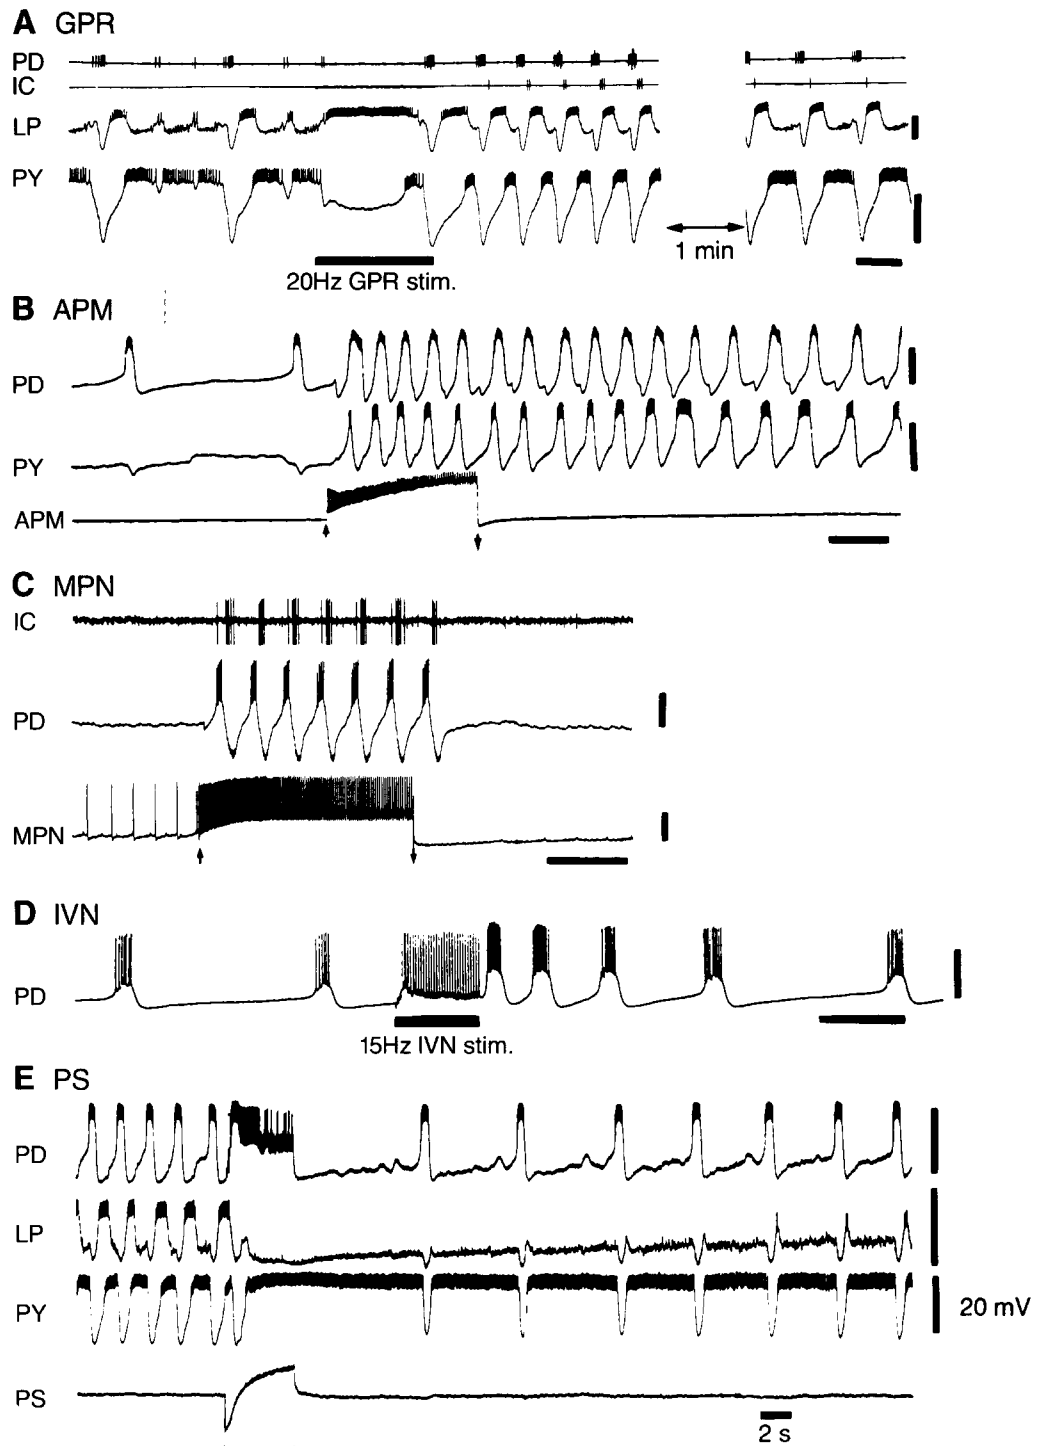 A GPR
PD
IC
LP
PY
1 min
20Hz GPR stim.
B APM
PD
PY
APM
C MPN
IC
PD
MPN
D IVN
PD
15Hz IVN stim.
E PS
PD
LP
PY
20 mV
PS
2 s